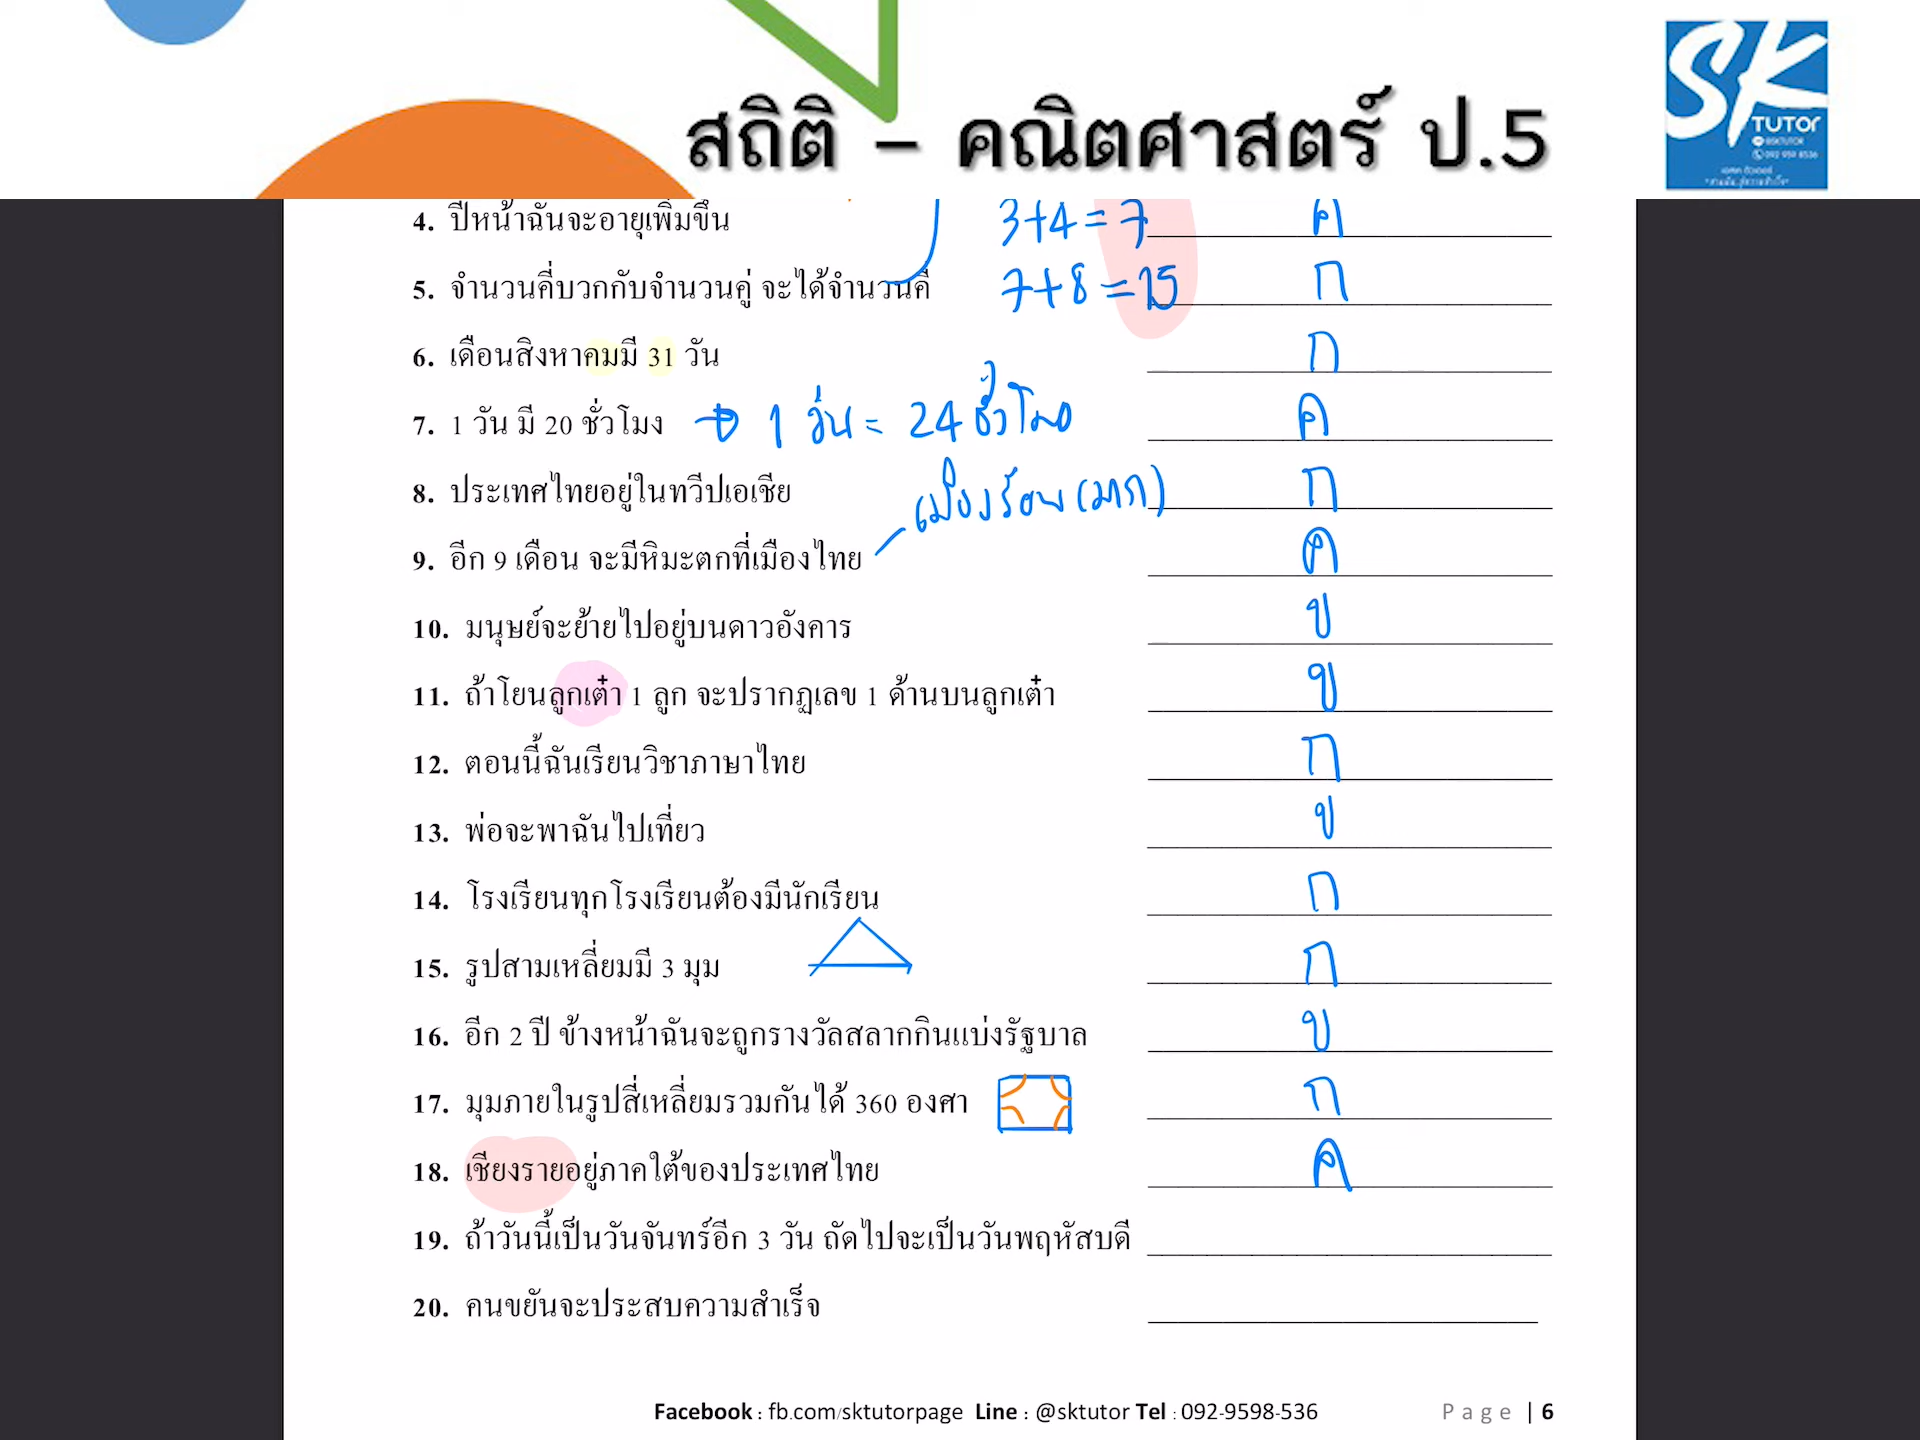 สถิติ – คณิตศาสตร์ ป.5
SK
TUTOR
@SKTUTOR
092 959 8536
4. ปีหน้าฉันจะอายุเพิ่มขึ้น 3+4=7 ค
5. จำนวนคี่บวกกับจำนวนคู่ จะได้จำนวนคี่ 7+8=15 ก
6. เดือนสิงหาคมมี 31 วัน ก
7. 1 วัน มี 20 ชั่วโมง → 1 วัน = 24 ชั่วโมง ค
8. ประเทศไทยอยู่ในทวีปเอเชีย ก
เมืองร้อน (มาก)
9. อีก 9 เดือน จะมีหิมะตกที่เมืองไทย ค
10. มนุษย์จะย้ายไปอยู่บนดาวอังคาร ข
11. ถ้าโยนลูกเต๋า 1 ลูก จะปรากฏเลข 1 ด้านบนลูกเต๋า ข
12. ตอนนี้ฉันเรียนวิชาภาษาไทย ก
13. พ่อจะพาฉันไปเที่ยว ข
14. โรงเรียนทุกโรงเรียนต้องมีนักเรียน ก
15. รูปสามเหลี่ยมมี 3 มุม ก
16. อีก 2 ปี ข้างหน้าฉันจะถูกรางวัลสลากกินแบ่งรัฐบาล ข
17. มุมภายในรูปสี่เหลี่ยมรวมกันได้ 360 องศา ก
18. เชียงรายอยู่ภาคใต้ของประเทศไทย ค
19. ถ้าวันนี้เป็นวันจันทร์อีก 3 วัน ถัดไปจะเป็นวันพฤหัสบดี
20. คนขยันจะประสบความสำเร็จ
Facebook : fb.com/sktutorpage Line : @sktutor Tel : 092-9598-536 Page | 6